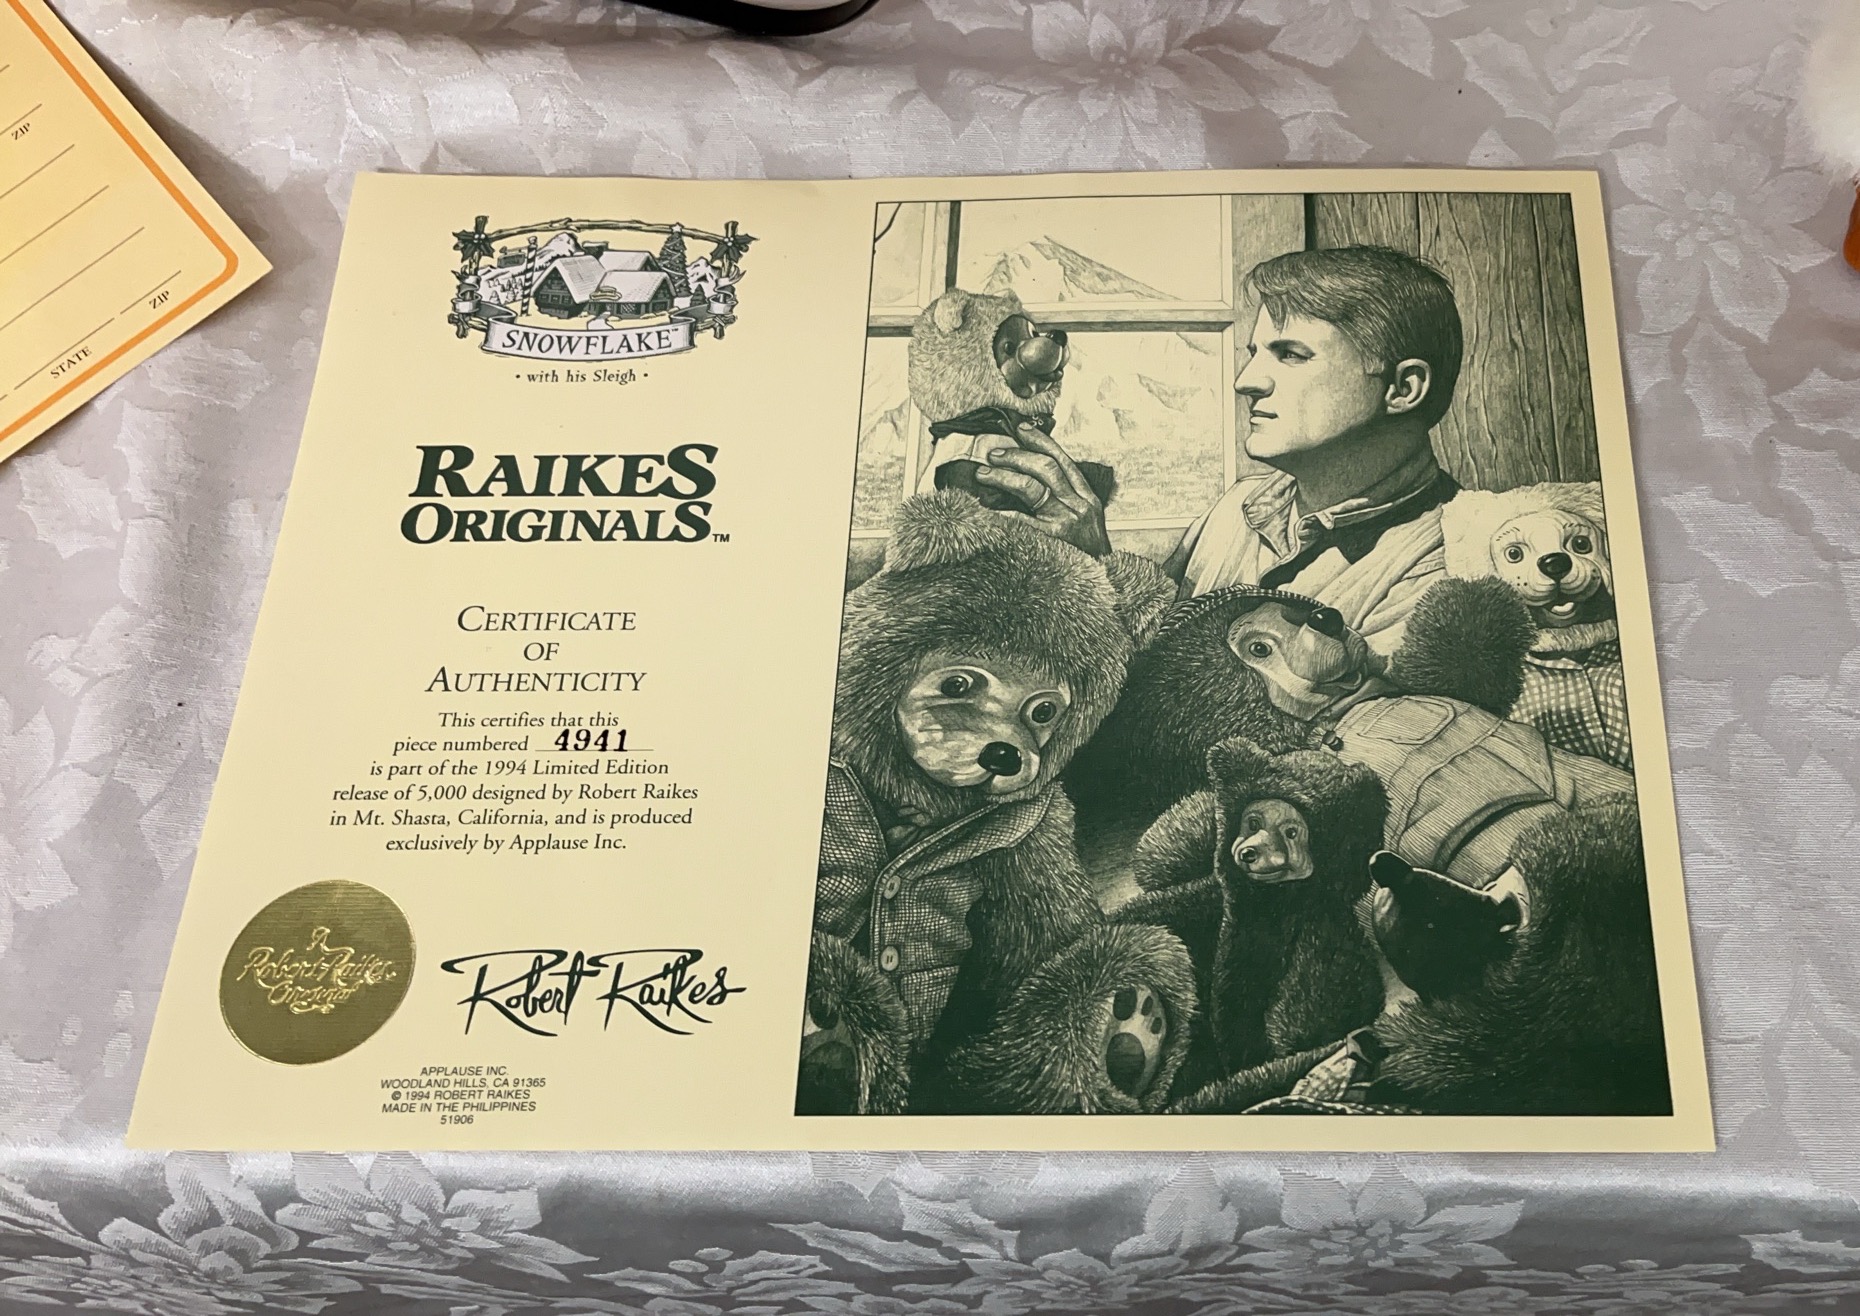 ZIP
STATE
ZIP
SNOWFLAKE™
• with his Sleigh •
RAIKES
ORIGINALS™
CERTIFICATE
OF
AUTHENTICITY
This certifies that this
piece numbered 4941
is part of the 1994 Limited Edition
release of 5,000 designed by Robert Raikes
in Mt. Shasta, California, and is produced
exclusively by Applause Inc.
A
Robert Raikes
Original
Robert Raikes
APPLAUSE INC.
WOODLAND HILLS, CA 91365
© 1994 ROBERT RAIKES
MADE IN THE PHILIPPINES
51906